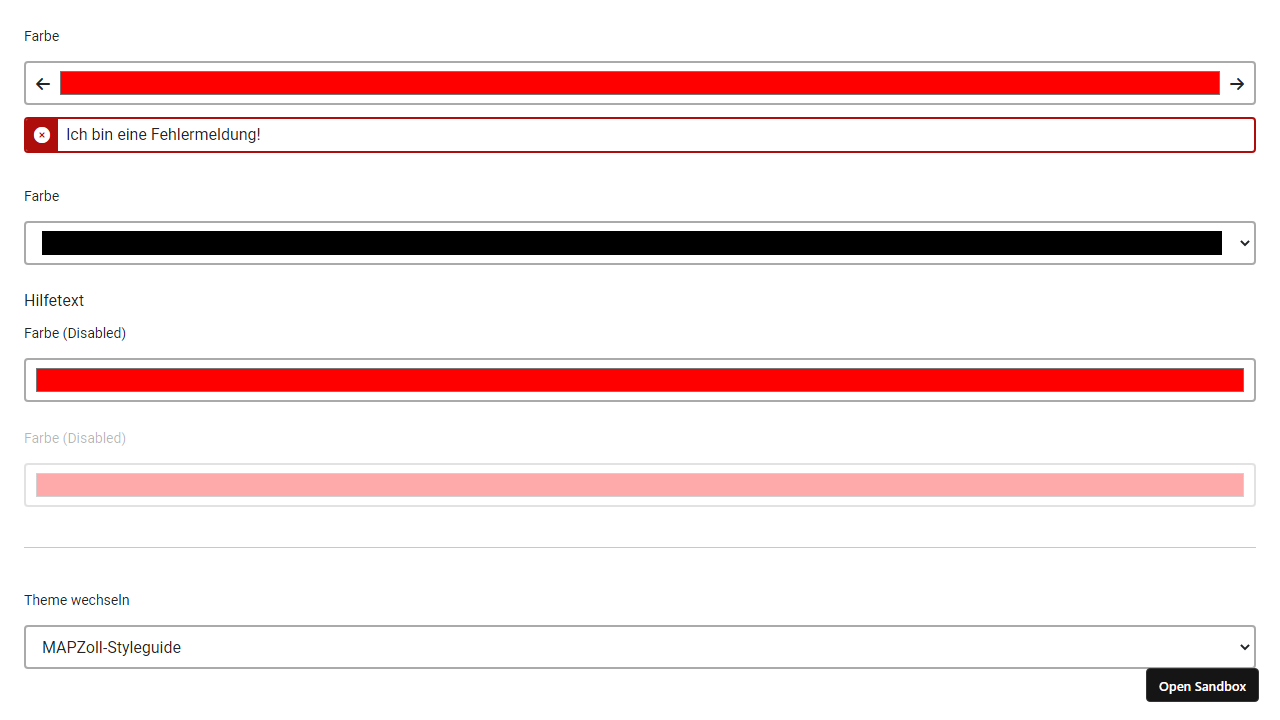 Farbe
Ich bin eine Fehlermeldung!
Farbe
Hilfetext
Farbe (Disabled)
Farbe (Disabled)
Theme wechseln
MAPZoll-Styleguide
Open Sandbox